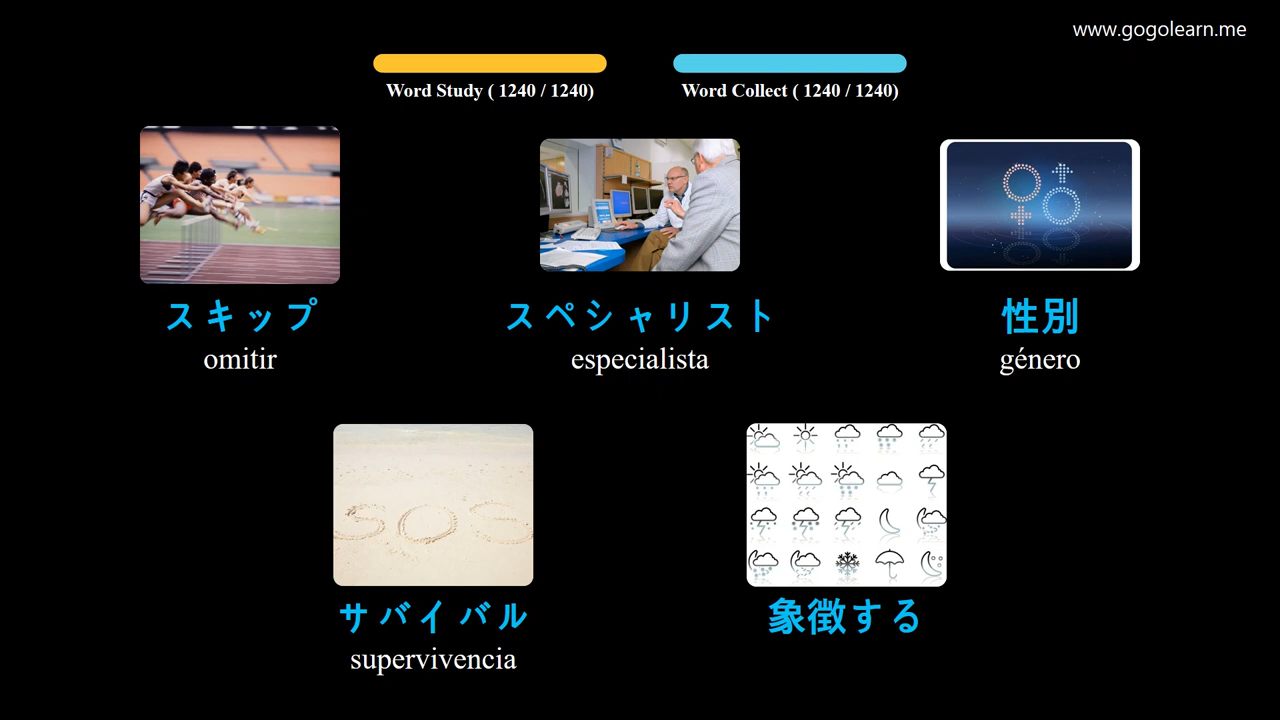 www.gogolearn.me
Word Study ( 1240 / 1240)
Word Collect ( 1240 / 1240)
スキップ
omitir
スペシャリスト
especialista
性別
género
SOS
サバイバル
supervivencia
象徴する